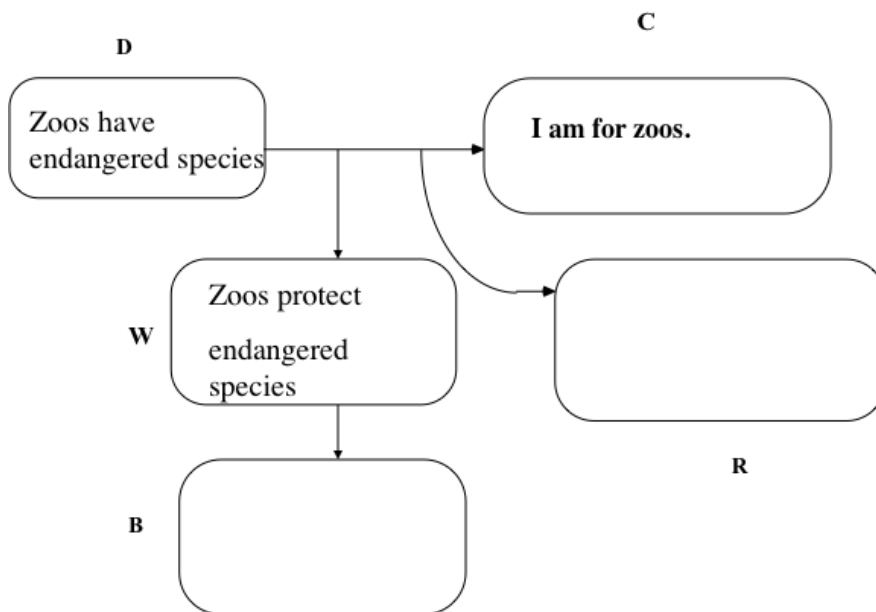 C
D
Zoos have
endangered species
I am for zoos.
Zoos protect
endangered
species
W
R
B